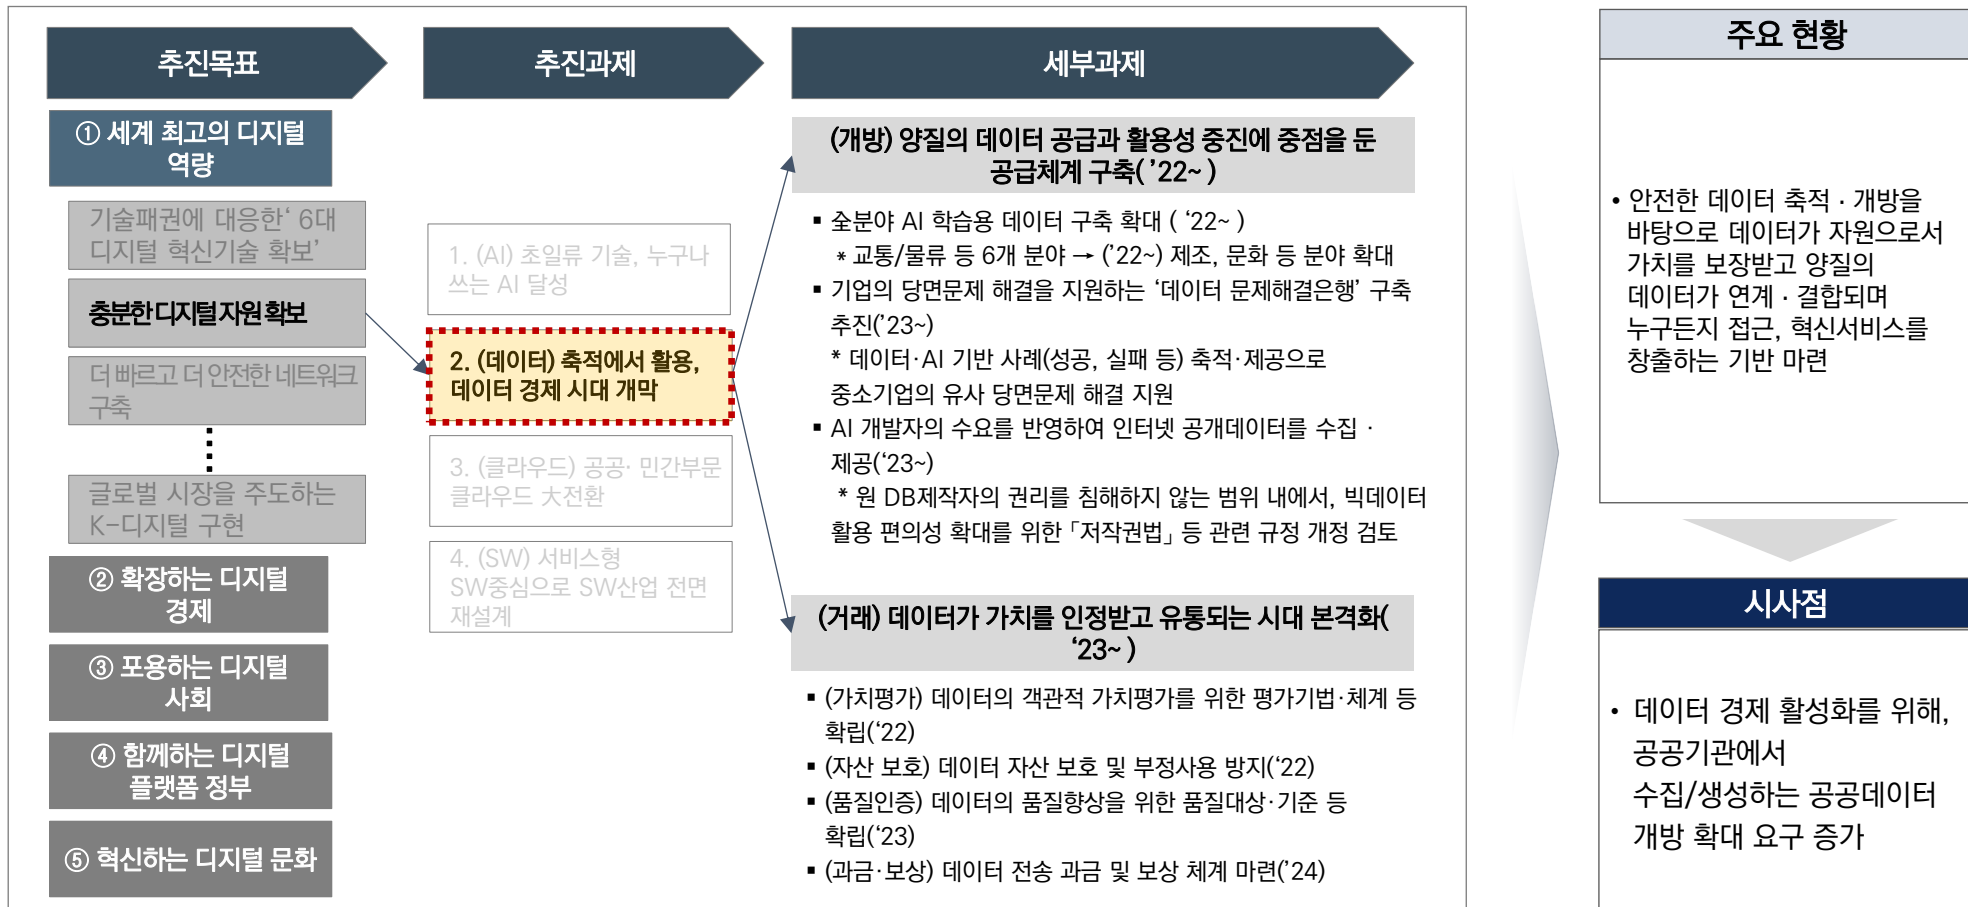 추진목표
추진과제
세부과제
① 세계 최고의 디지털
역량
기술패권에 대응한‘ 6대
디지털 혁신기술 확보’
충분한 디지털 자원 확보
더 빠르고 더 안전한 네트워크
구축
글로벌 시장을 주도하는
K-디지털 구현
② 확장하는 디지털
경제
③ 포용하는 디지털
사회
④ 함께하는 디지털
플랫폼 정부
⑤ 혁신하는 디지털 문화
1. (AI) 초일류 기술, 누구나
쓰는 AI 달성
2. (데이터) 축적에서 활용,
데이터 경제 시대 개막
3. (클라우드) 공공· 민간부문
클라우드 大전환
4. (SW) 서비스형
SW중심으로 SW산업 전면
재설계
(개방) 양질의 데이터 공급과 활용성 중진에 중점을 둔
공급체계 구축( ’22~ )
▪ 全분야 AI 학습용 데이터 구축 확대 ( ‘22~ )
* 교통/물류 등 6개 분야 → (’22~) 제조, 문화 등 분야 확대
▪ 기업의 당면문제 해결을 지원하는 ‘데이터 문제해결은행’ 구축
추진(’23~)
* 데이터·AI 기반 사례(성공, 실패 등) 축적·제공으로
중소기업의 유사 당면문제 해결 지원
▪ AI 개발자의 수요를 반영하여 인터넷 공개데이터를 수집 ·
제공(‘23~)
* 원 DB제작자의 권리를 침해하지 않는 범위 내에서, 빅데이터
활용 편의성 확대를 위한 「저작권법」 등 관련 규정 개정 검토
(거래) 데이터가 가치를 인정받고 유통되는 시대 본격화(
‘23~ )
▪ (가치평가) 데이터의 객관적 가치평가를 위한 평가기법·체계 등
확립(‘22)
▪ (자산 보호) 데이터 자산 보호 및 부정사용 방지(‘22)
▪ (품질인증) 데이터의 품질향상을 위한 품질대상·기준 등
확립(‘23)
▪ (과금·보상) 데이터 전송 과금 및 보상 체계 마련(’24)
주요 현황
• 안전한 데이터 축적 · 개방을
바탕으로 데이터가 자원으로서
가치를 보장받고 양질의
데이터가 연계 · 결합되며
누구든지 접근, 혁신서비스를
창출하는 기반 마련
시사점
• 데이터 경제 활성화를 위해,
공공기관에서
수집/생성하는 공공데이터
개방 확대 요구 증가